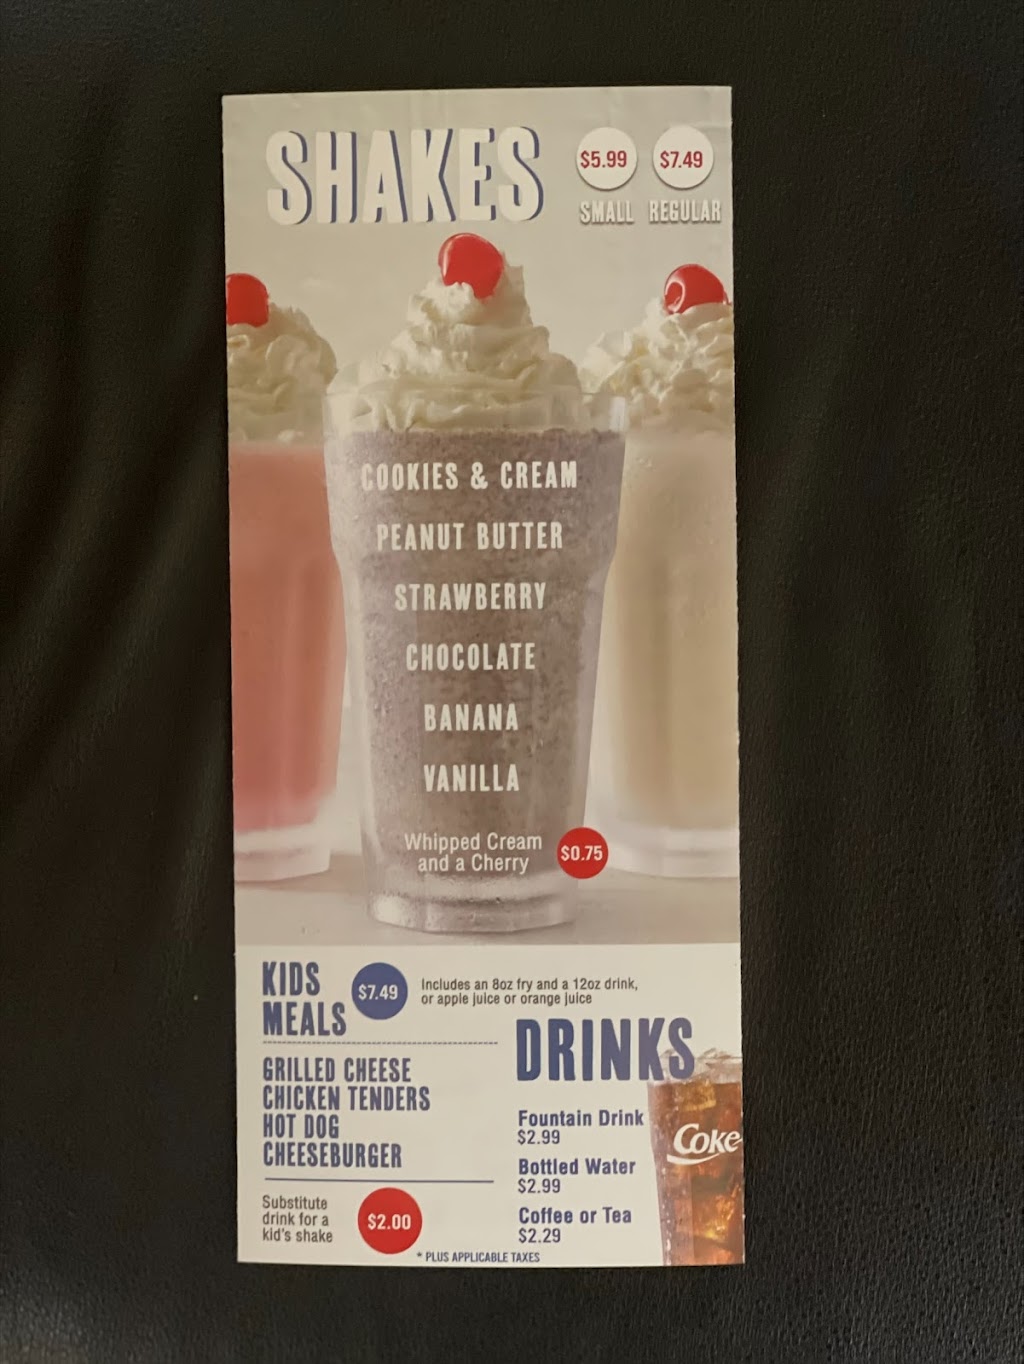 SHAKES
$5.99 $7.49
SMALL REGULAR
COOKIES & CREAM
PEANUT BUTTER
STRAWBERRY
CHOCOLATE
BANANA
VANILLA
Whipped Cream
and a Cherry
$0.75
KIDS
MEALS
$7.49
Includes an 8oz fry and a 12oz drink,
or apple juice or orange juice
GRILLED CHEESE
CHICKEN TENDERS
HOT DOG
CHEESEBURGER
Substitute
drink for a
kid's shake
$2.00
DRINKS
Fountain Drink
$2.99
Bottled Water
$2.99
Coffee or Tea
$2.29
Coke
* PLUS APPLICABLE TAXES